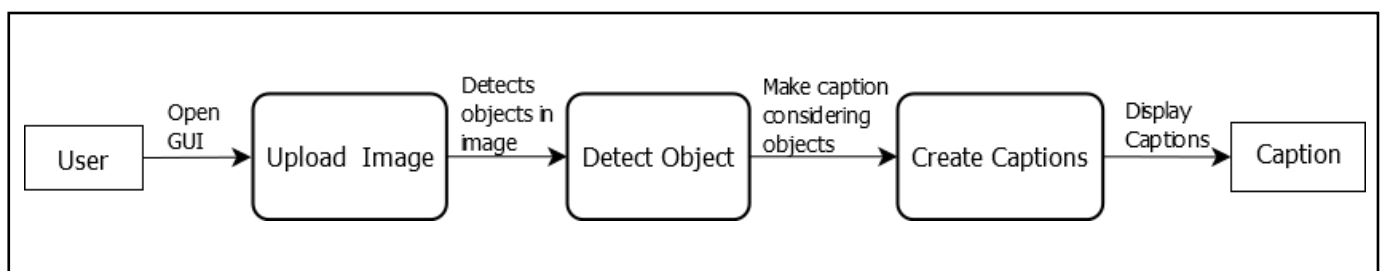 User
Open
GUI
Upload Image
Detects
objects in
image
Detect Object
Make caption
considering
objects
Create Captions
Display
Captions
Caption